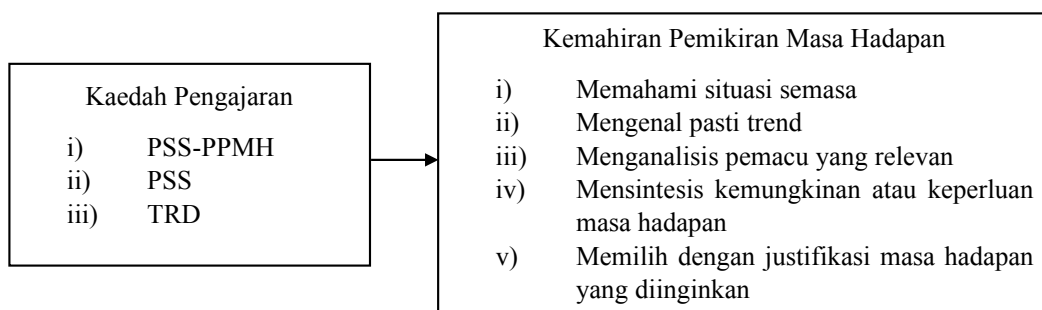 Kaedah Pengajaran
i) PSS-PPMH
ii) PSS
iii) TRD
Kemahiran Pemikiran Masa Hadapan
i) Memahami situasi semasa
ii) Mengenal pasti trend
iii) Menganalisis pemacu yang relevan
iv) Mensintesis kemungkinan atau keperluan
masa hadapan
v) Memilih dengan justifikasi masa hadapan
yang diinginkan